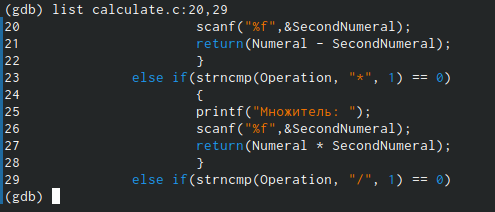 (gdb) list calculate.c:20,29
20 scanf("%f",&SecondNumeral);
21 return(Numeral - SecondNumeral);
22 }
23 else if(strncmp(Operation, "*", 1) == 0)
24 {
25 printf("Множитель: ");
26 scanf("%f",&SecondNumeral);
27 return(Numeral * SecondNumeral);
28 }
29 else if(strncmp(Operation, "/", 1) == 0)
(gdb)